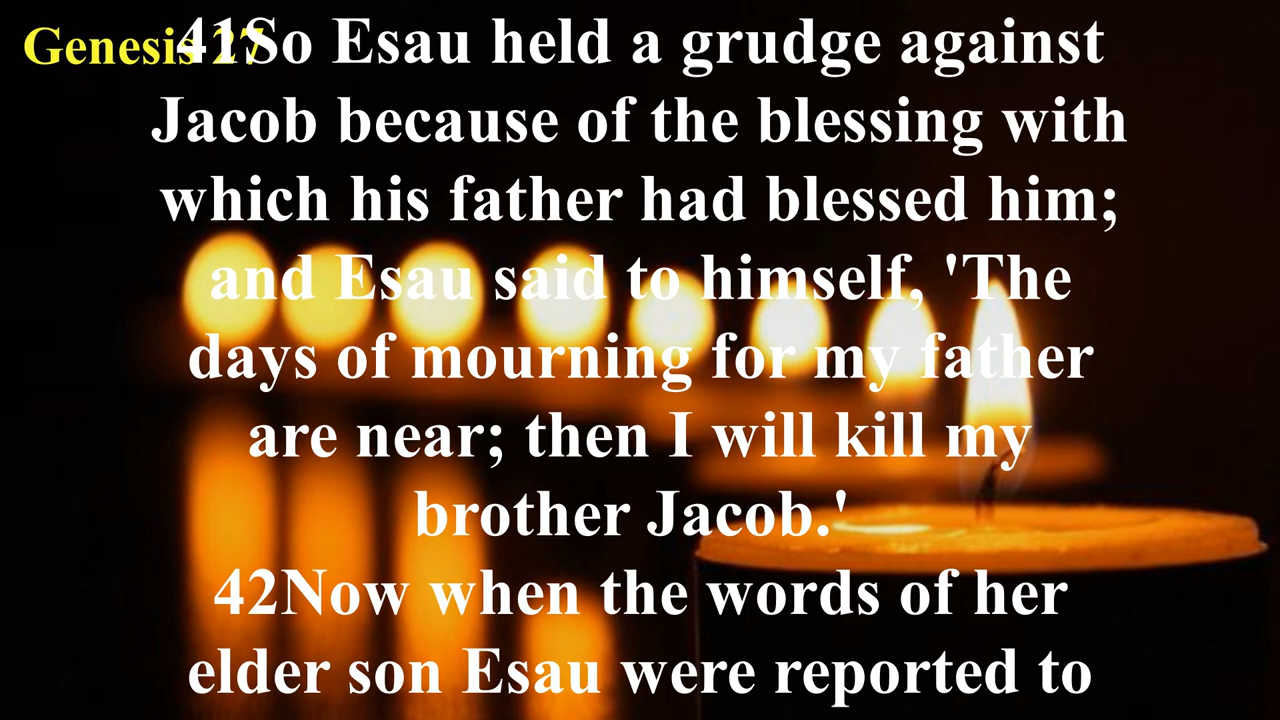 Genesis 27
41So Esau held a grudge against
Jacob because of the blessing with
which his father had blessed him;
and Esau said to himself, 'The
days of mourning for my father
are near; then I will kill my
brother Jacob.'
42Now when the words of her
elder son Esau were reported to